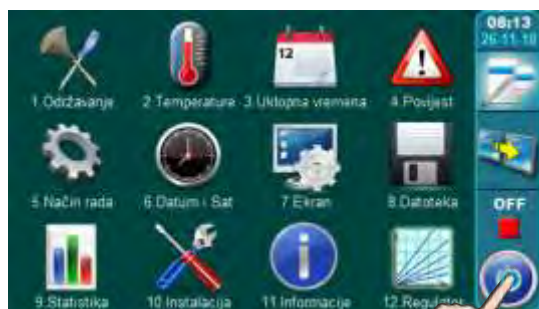 08:13
26-11-18
12
1.Održavanje 2.Temperature 3.Uklopna vremena 4.Povijest
5.Način rada 6.Datum i Sat 7.Ekran 8.Datoteka
OFF
9.Statistika 10.Instalacija 11.Informacije 12.Regulator